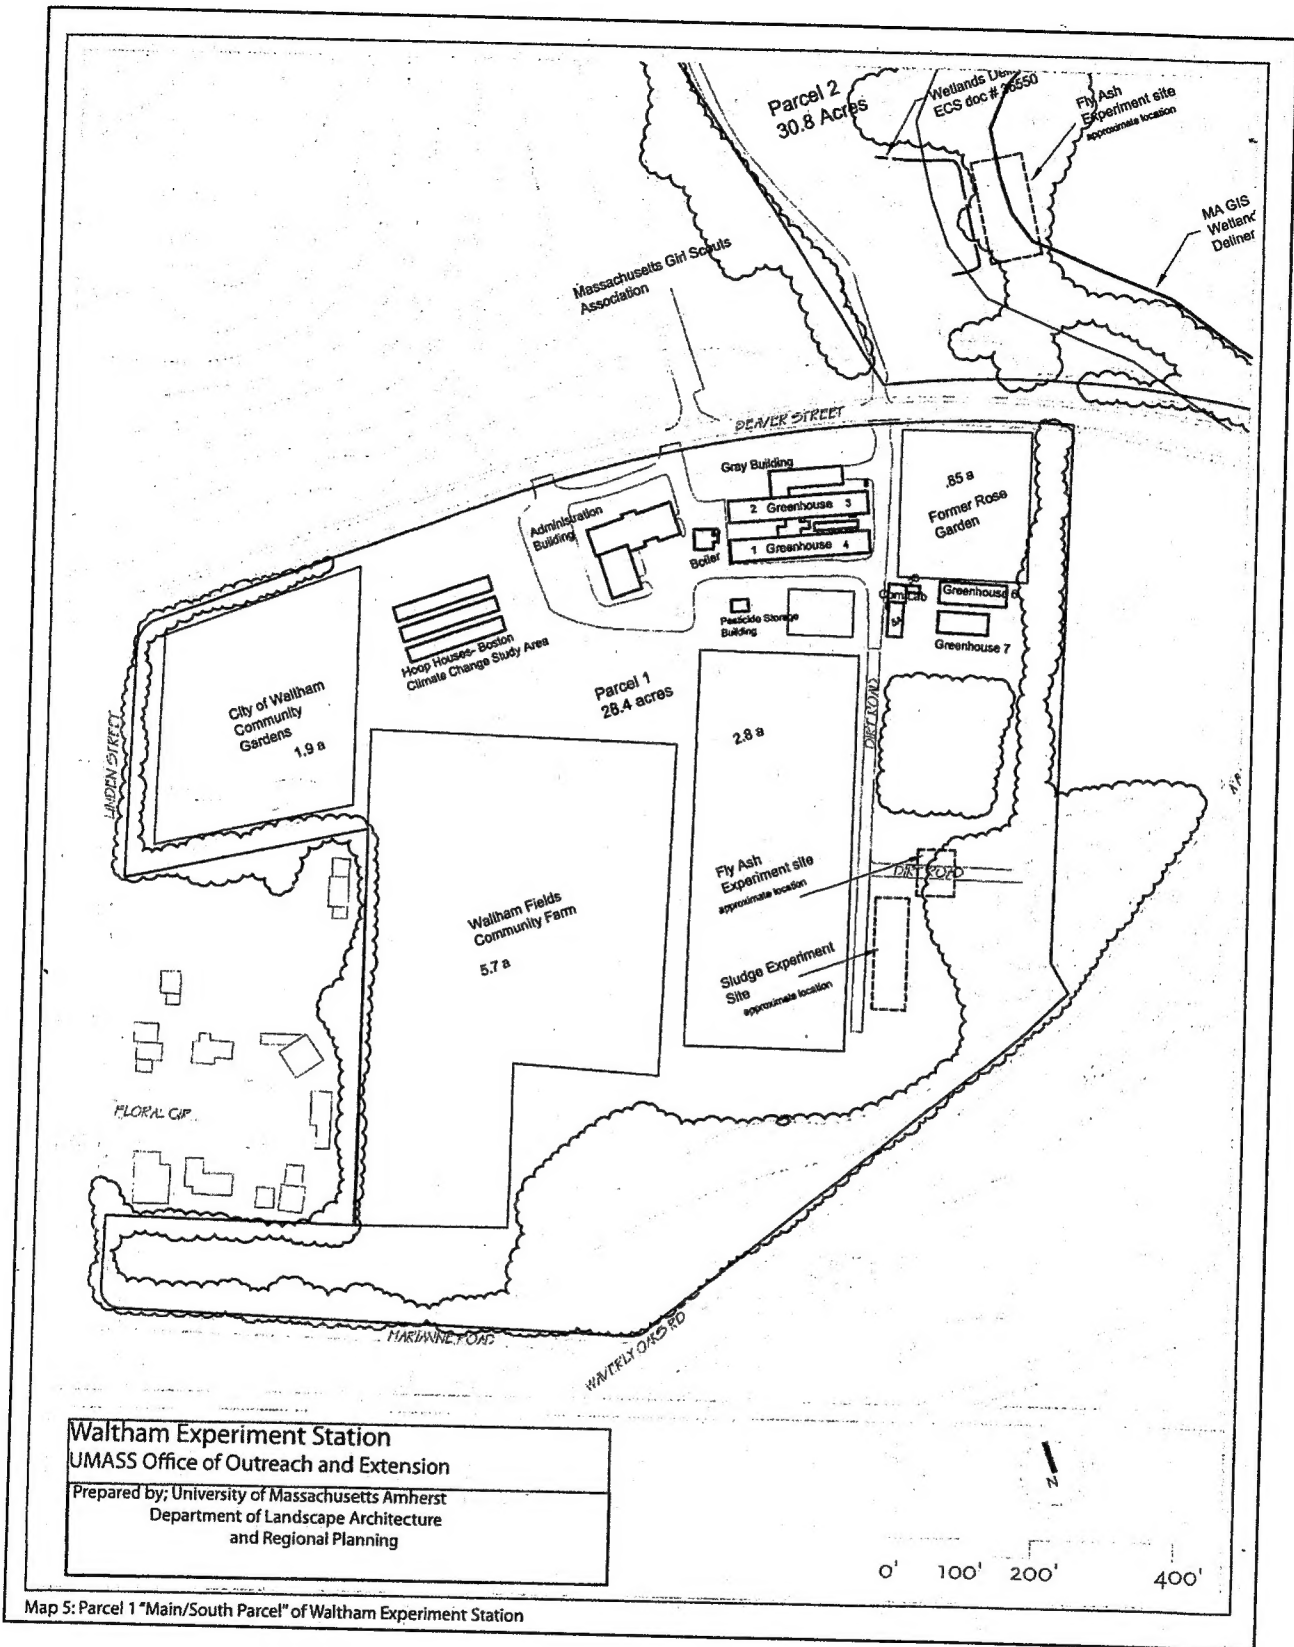 Parcel 2
30.8 Acres
Wetlands
ECS doc #
Fly Ash
Experiment site
approximate location
MA GIS
Massachusetts Girl Scouts
Association
BEAVER STREET
Gray Building
.85 a
Former Rose
Garden
2 Greenhouse 3
Administration
Building
Boiler
1 Greenhouse 4
Greenhouse 6
Pesticide Storage
Building
Greenhouse 7
Hoop Houses- Boston
Climate Change Study Area
Parcel 1
28.4 acres
City of Waltham
Community
Gardens
1.9 a
LINDEN STREET
2.8 a
DIRT ROAD
Fly Ash
Experiment site
approximate location
DIRT ROAD
Waltham Fields
Community Farm
5.7 a
Sludge Experiment
Site
approximate location
FLORAL CIR
MARIANNE ROAD
WAVERLY OAKS RD
Waltham Experiment Station
UMASS Office of Outreach and Extension
Prepared by; University of Massachusetts Amherst
Department of Landscape Architecture
and Regional Planning
N
0' 100' 200' 400'
Map 5: Parcel 1 "Main/South Parcel" of Waltham Experiment Station